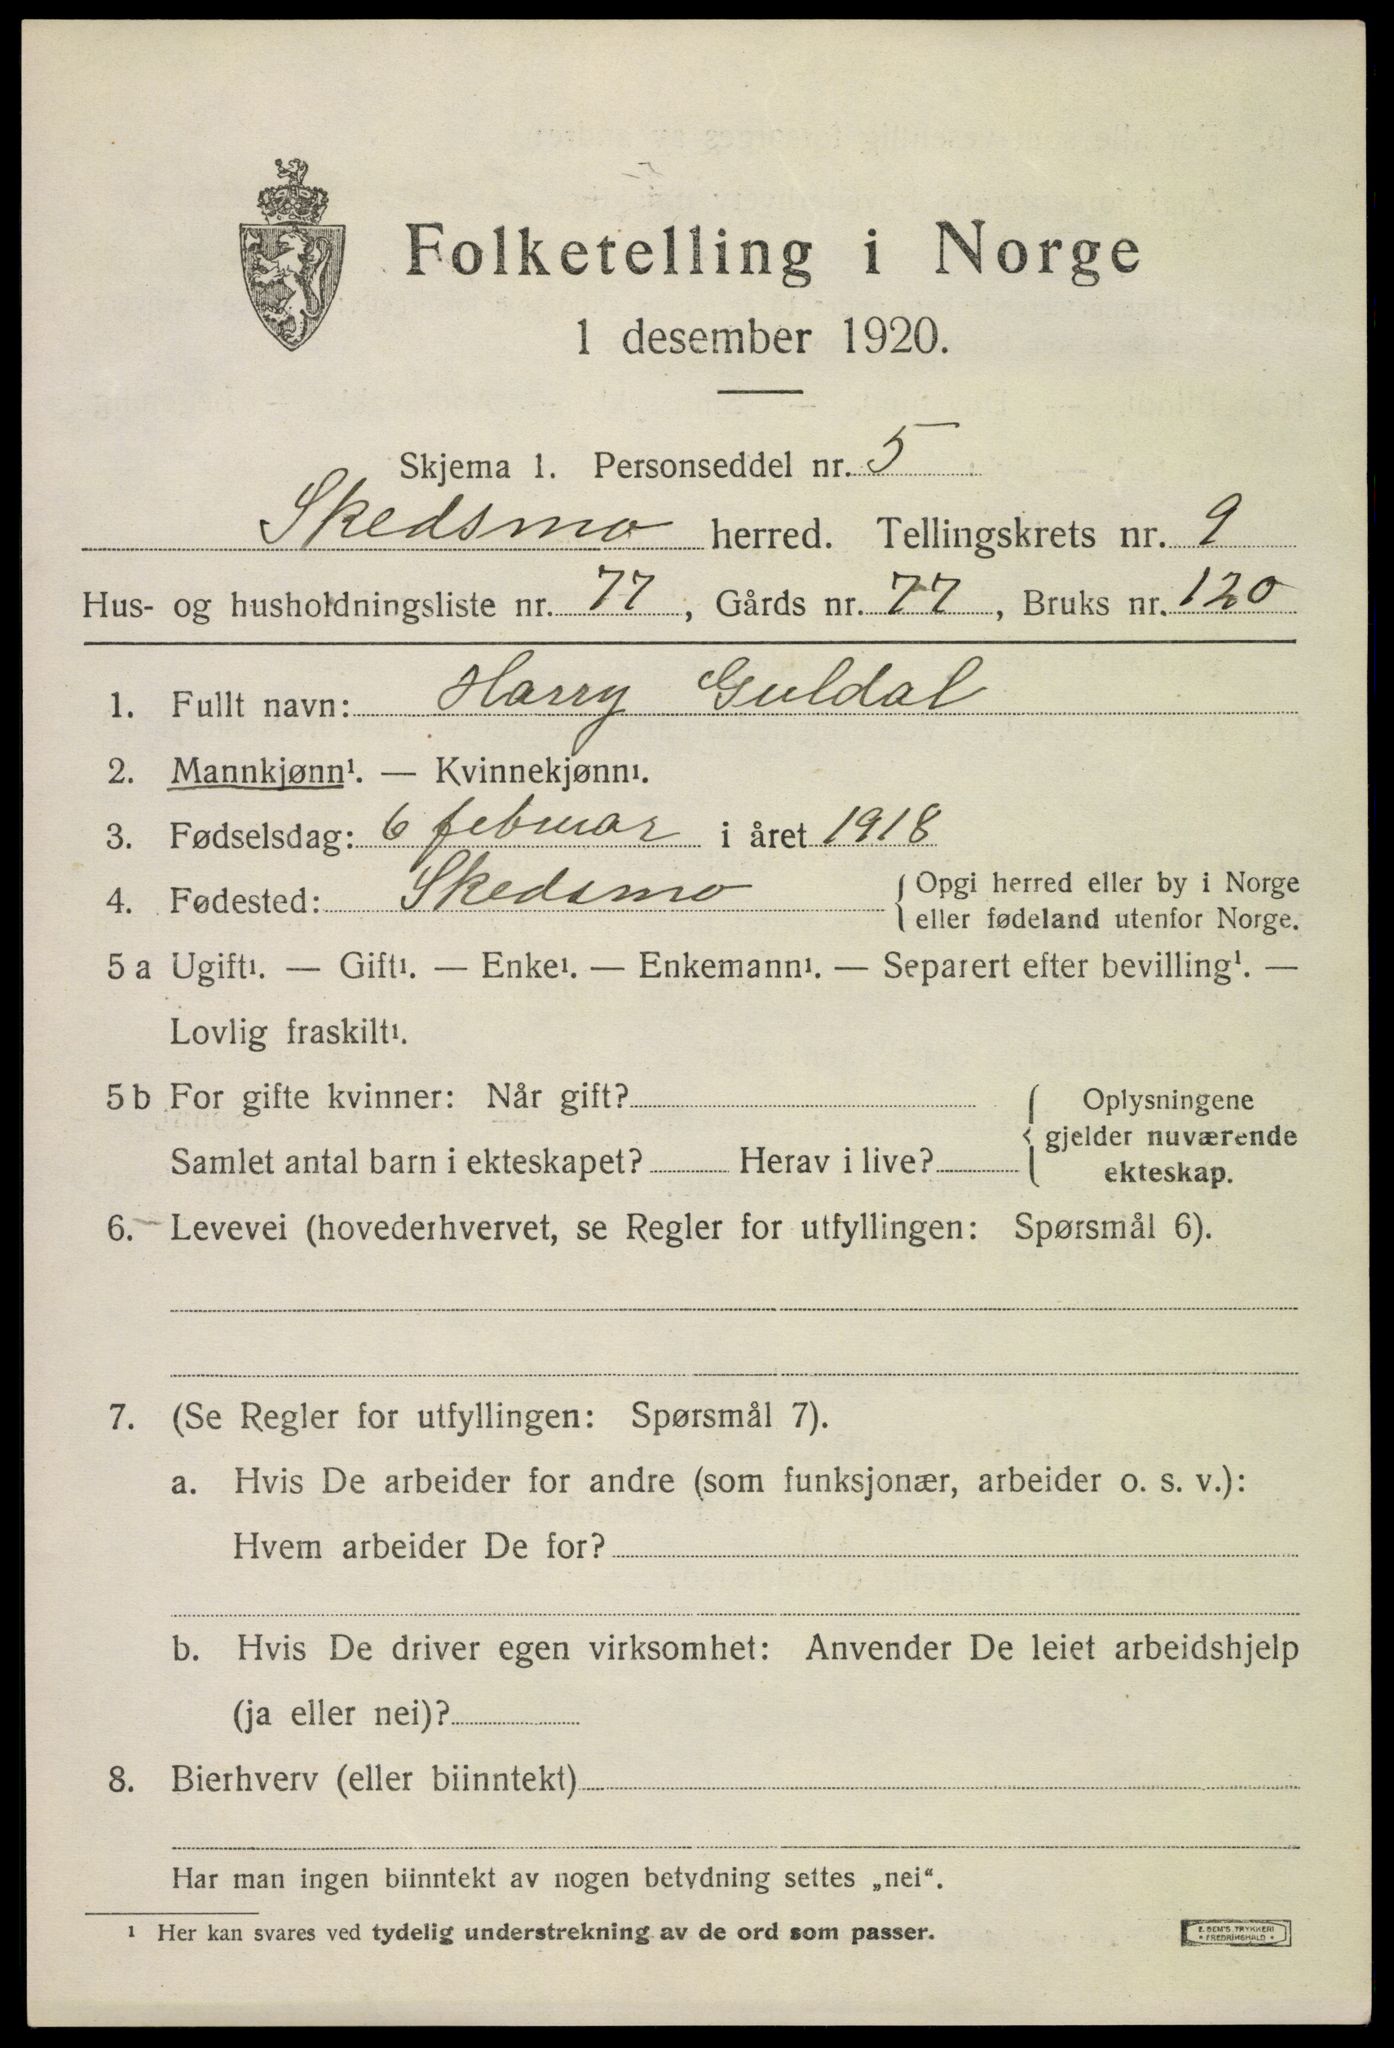 Folketelling i Norge
1 desember 1920.
Skjema 1. Personseddel nr. 5
Skedsmo herred. Tellingskrets nr. 9
Hus- og husholdningsliste nr. 77, Gårds nr. 77, Bruks nr. 120
1. Fullt navn: Harry Guldal
2. Mannkjønn¹. — Kvinnekjønn¹.
3. Fødselsdag: 6 februar i året 1918
4. Fødested: Skedsmo { Opgi herred eller by i Norge
eller fødeland utenfor Norge.
5 a Ugift¹. — Gift¹. — Enke¹. — Enkemann¹. — Separert efter bevilling¹. —
Lovlig fraskilt¹.
5 b For gifte kvinner: Når gift? { Oplysningene
gjelder nuværende
Samlet antal barn i ekteskapet? Herav i live? ekteskap.
6. Levevei (hovederhvervet, se Regler for utfyllingen: Spørsmål 6).
7. (Se Regler for utfyllingen: Spørsmål 7).
a. Hvis De arbeider for andre (som funksjonær, arbeider o. s. v.):
Hvem arbeider De for?
b. Hvis De driver egen virksomhet: Anvender De leiet arbeidshjelp
(ja eller nei)?
8. Bierhverv (eller biinntekt)
Har man ingen biinntekt av nogen betydning settes „nei“.
¹ Her kan svares ved tydelig understrekning av de ord som passer.
E. SEM'S TRYKKERI
• FREDRIKSHALD •